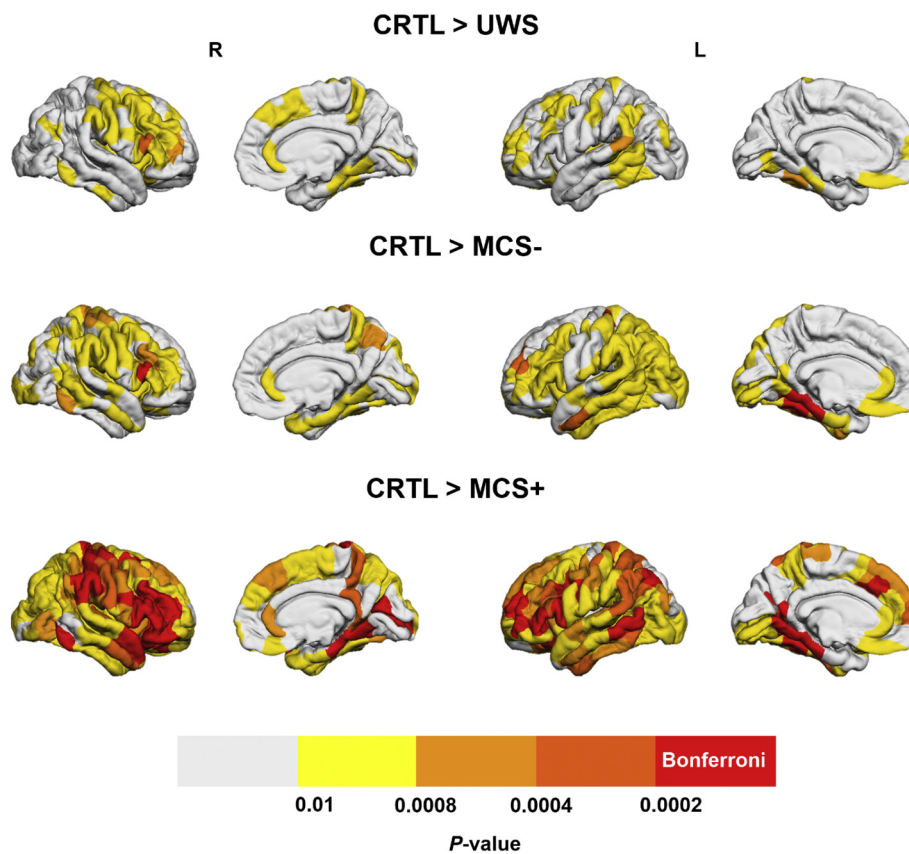 CRTL > UWS
R
L
CRTL > MCS-
CRTL > MCS+
Bonferroni
0.01
0.0008
0.0004
0.0002
P-value